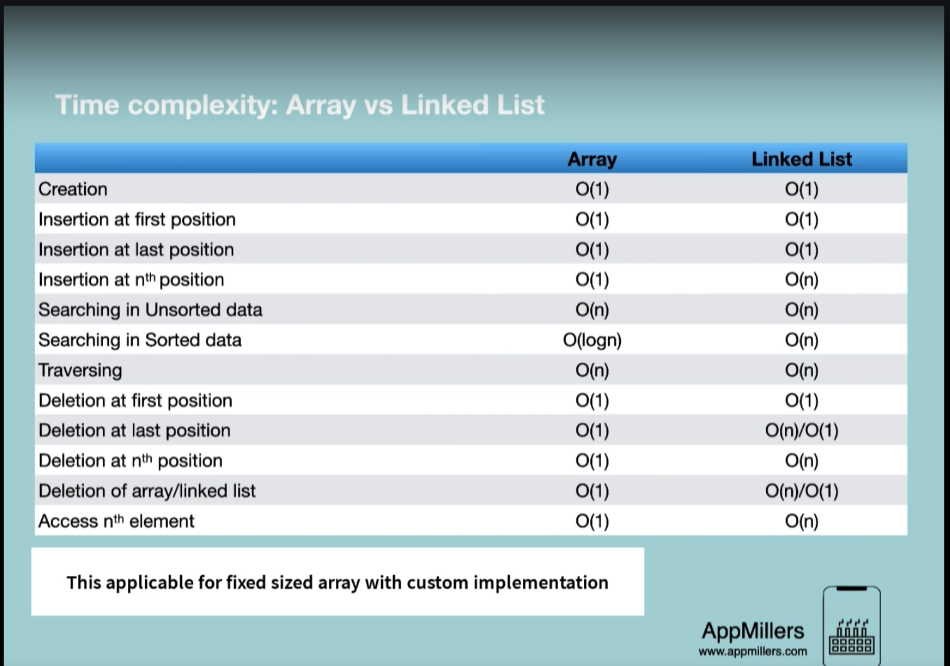 Time complexity: Array vs Linked List
Array Linked List
Creation O(1) O(1)
Insertion at first position O(1) O(1)
Insertion at last position O(1) O(1)
Insertion at nth position O(1) O(n)
Searching in Unsorted data O(n) O(n)
Searching in Sorted data O(logn) O(n)
Traversing O(n) O(n)
Deletion at first position O(1) O(1)
Deletion at last position O(1) O(n)/O(1)
Deletion at nth position O(1) O(n)
Deletion of array/linked list O(1) O(n)/O(1)
Access nth element O(1) O(n)
This applicable for fixed sized array with custom implementation
AppMillers
www.appmillers.com